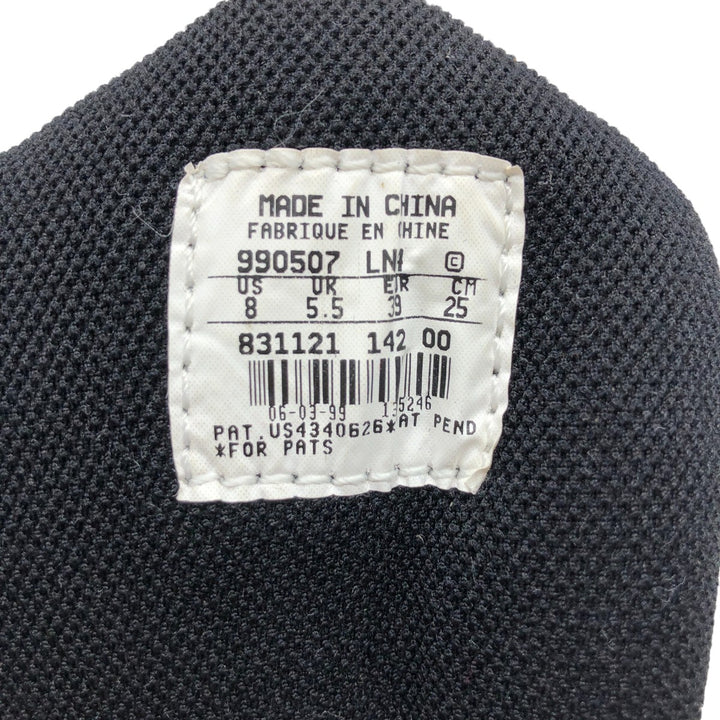 MADE IN CHINA
FABRIQUE EN CHINE
990507 ©
US UK EUR CM
8 5.5 39 25
831121 142 00
06-03-99
PAT.US4340626*PAT PEND
*FOR PATS